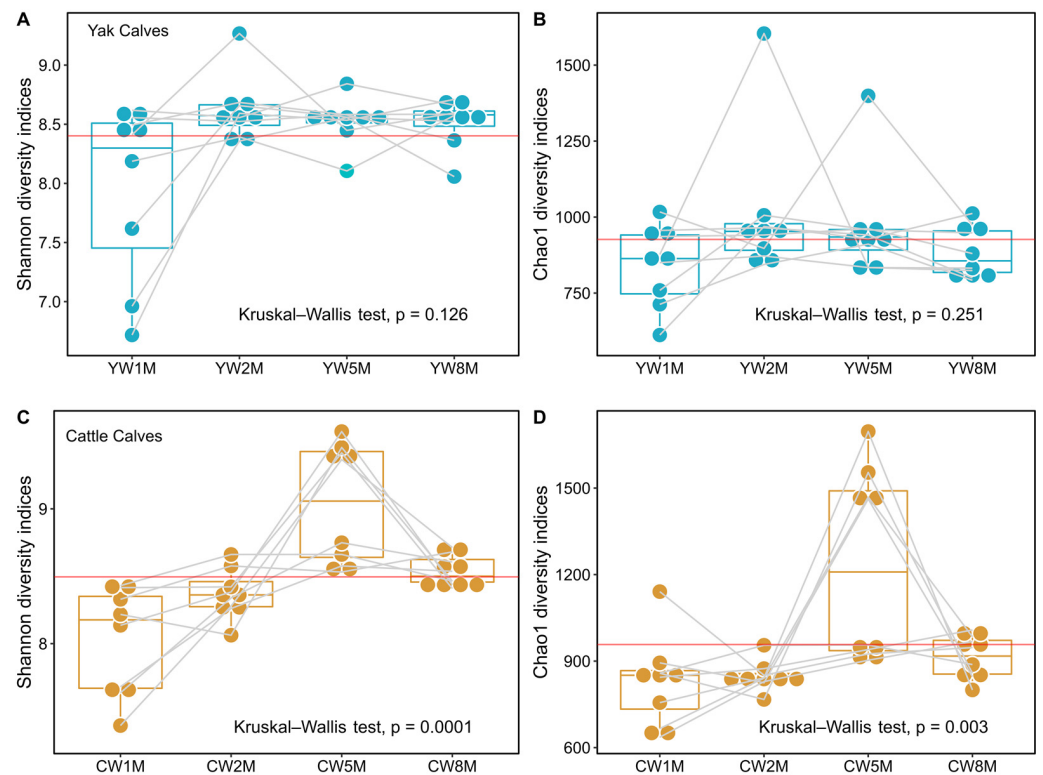 A
B
Yak Calves
Shannon diversity indices
9.0
8.5
8.0
7.5
7.0
Kruskal–Wallis test, p = 0.126
YW1M YW2M YW5M YW8M
Chao1 diversity indices
1500
1250
1000
750
Kruskal–Wallis test, p = 0.251
YW1M YW2M YW5M YW8M
C
D
Cattle Calves
Shannon diversity indices
9
8
Kruskal–Wallis test, p = 0.0001
CW1M CW2M CW5M CW8M
Chao1 diversity indices
1500
1200
900
600
Kruskal–Wallis test, p = 0.003
CW1M CW2M CW5M CW8M